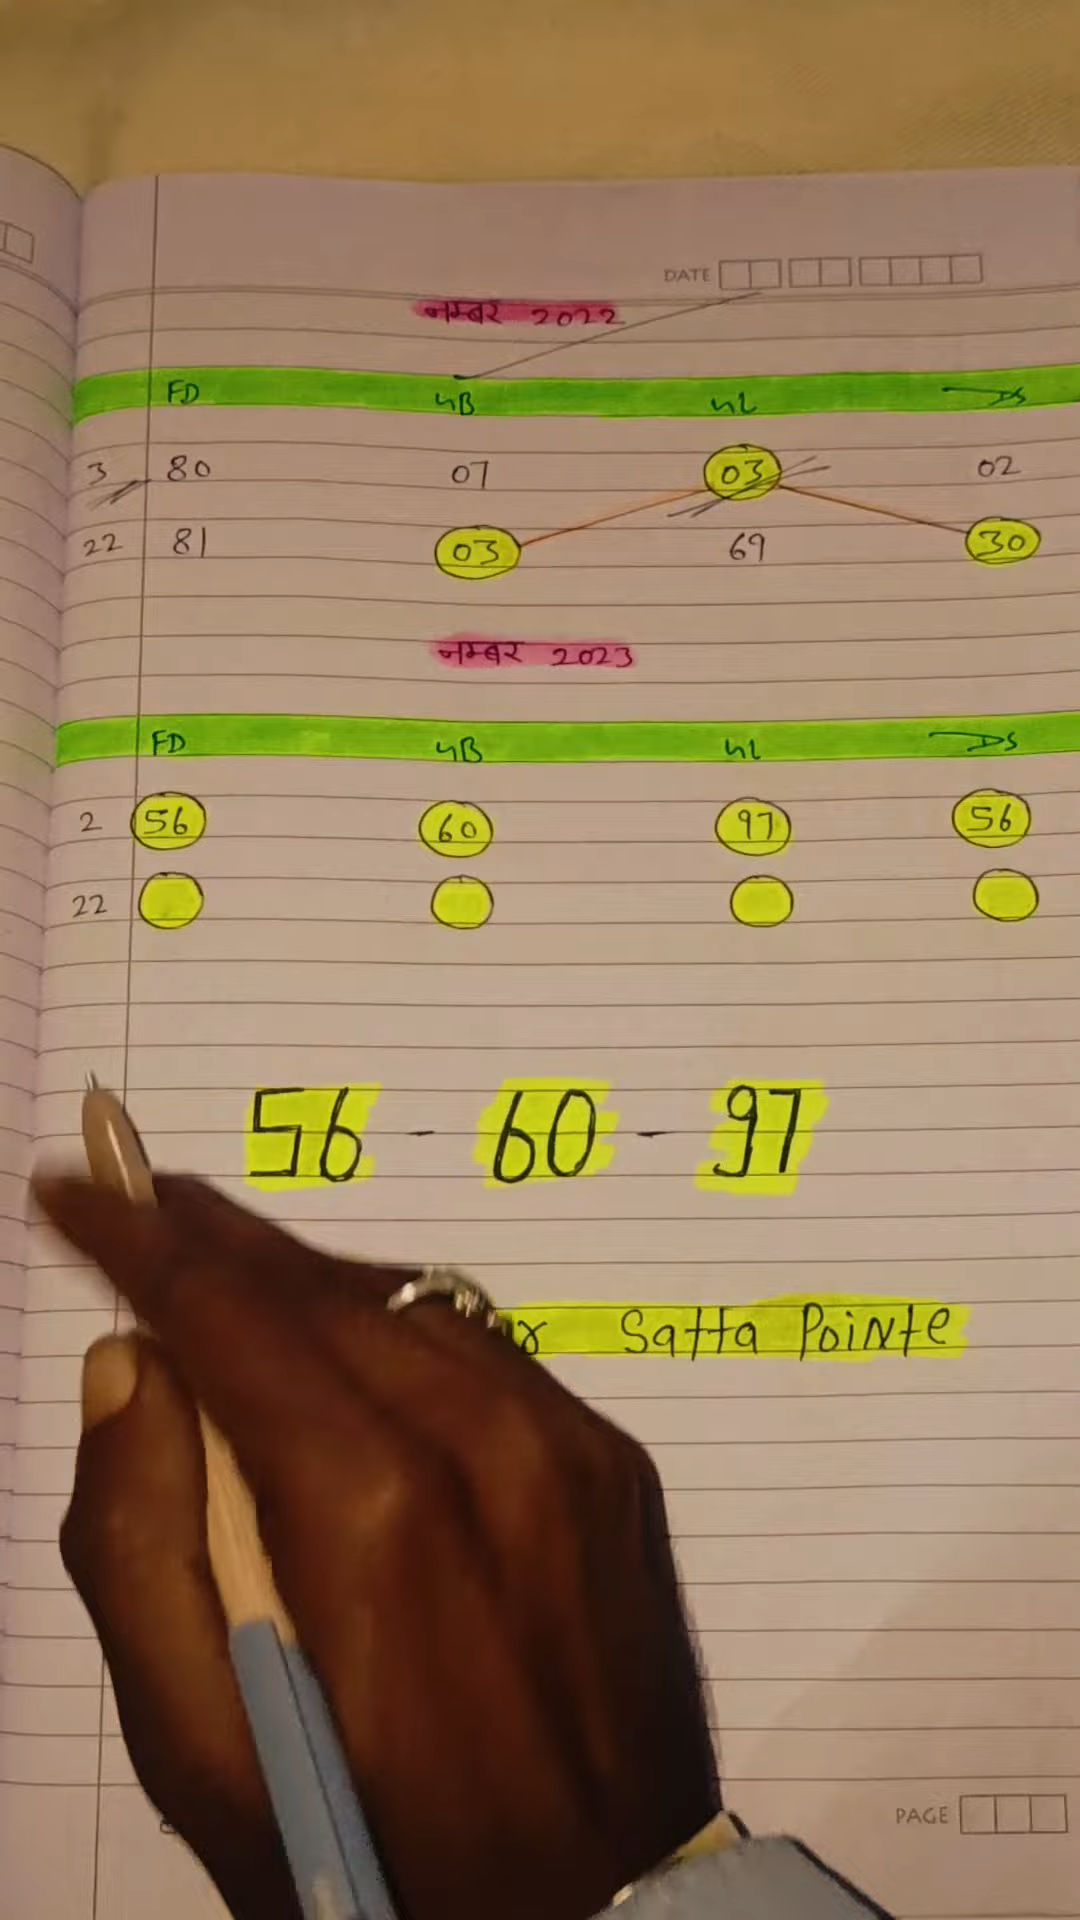 DATE
नम्बर 2022
FD GB GL DS
3 80 07 03 02
22 81 03 69 30
नम्बर 2023
FD GB GL DS
2 56 60 97 56
22
56 - 60 - 97
Satta Pointe
PAGE